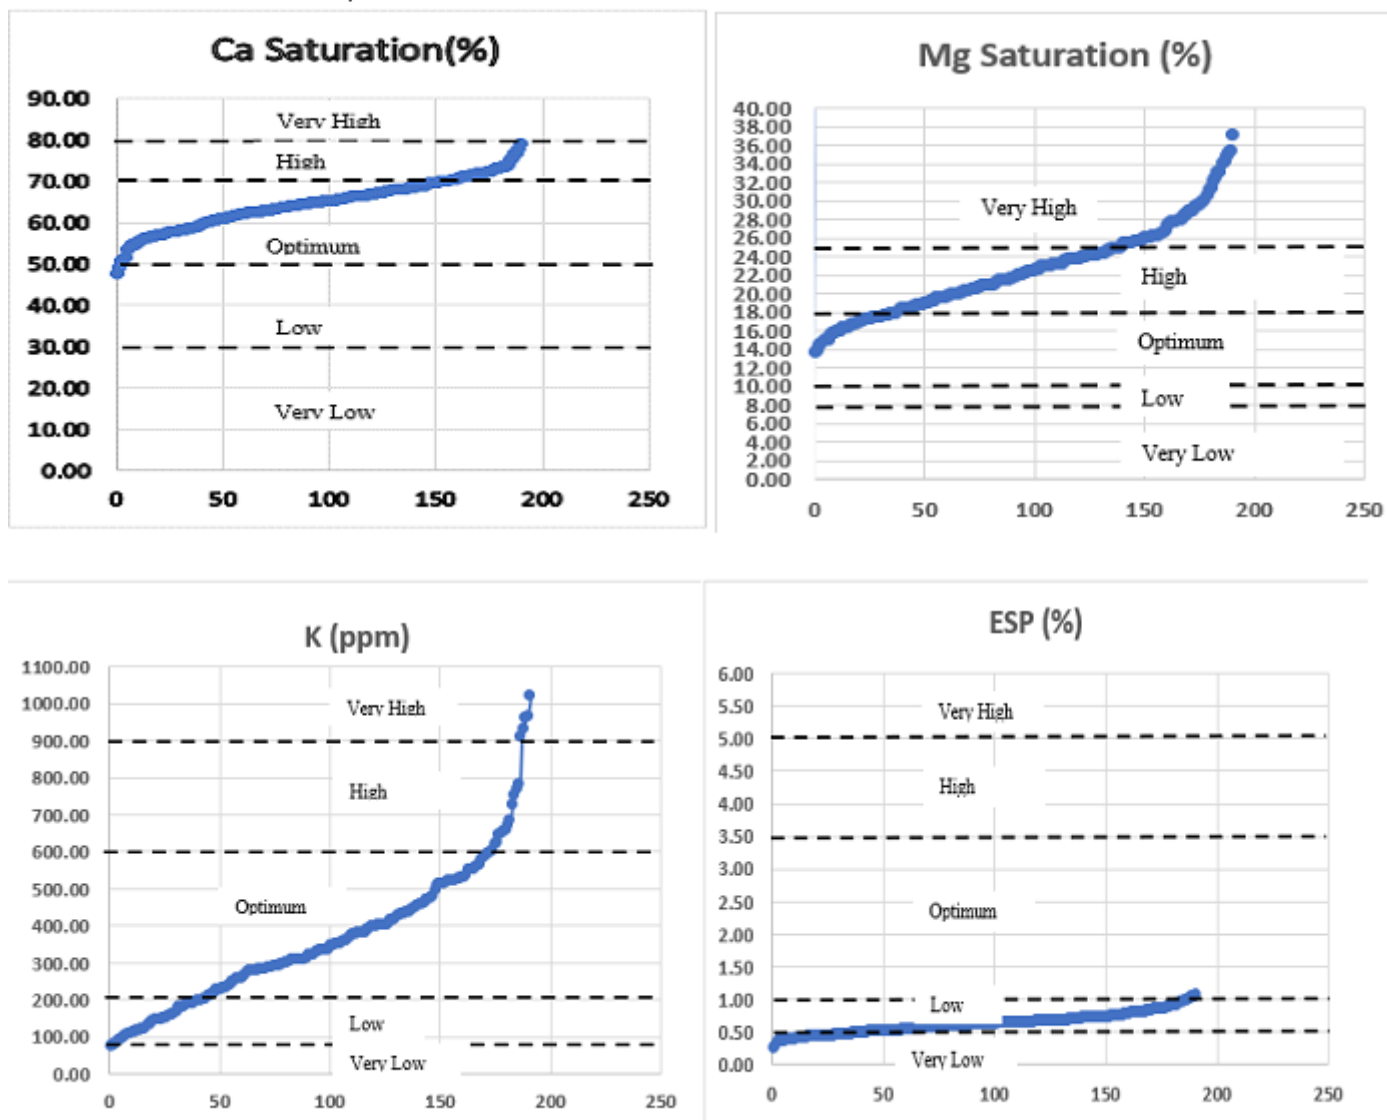 Ca Saturation(%)
90.00
80.00
70.00
60.00
50.00
40.00
30.00
20.00
10.00
0.00
Very High
High
Optimum
Low
Very Low
0 50 100 150 200 250
Mg Saturation (%)
40.00
38.00
36.00
34.00
32.00
30.00
28.00
26.00
24.00
22.00
20.00
18.00
16.00
14.00
12.00
10.00
8.00
6.00
4.00
2.00
0.00
Very High
High
Optimum
Low
Very Low
0 50 100 150 200 250
K (ppm)
1100.00
1000.00
900.00
800.00
700.00
600.00
500.00
400.00
300.00
200.00
100.00
0.00
Very High
High
Optimum
Low
Very Low
0 50 100 150 200 250
ESP (%)
6.00
5.50
5.00
4.50
4.00
3.50
3.00
2.50
2.00
1.50
1.00
0.50
0.00
Very High
High
Optimum
Low
Very Low
0 50 100 150 200 250